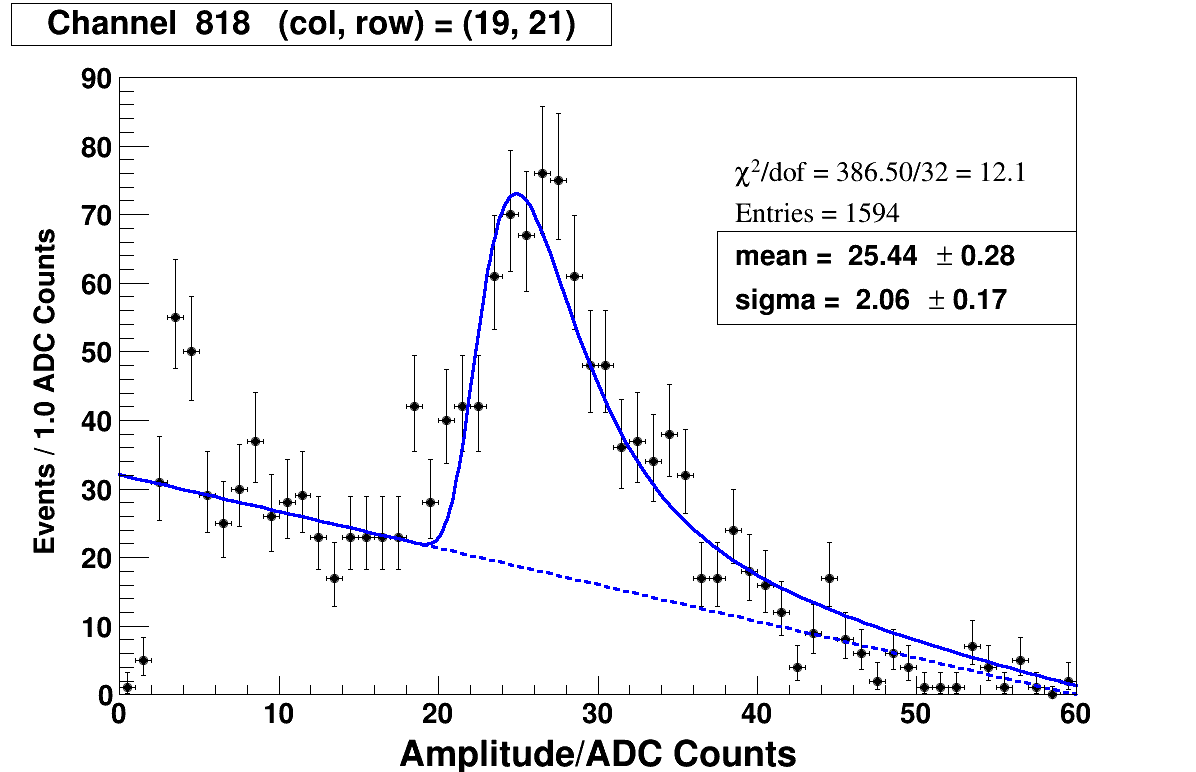 Channel 818 (col, row) = (19, 21)
90
80
70
60
50
40
30
20
10
0
Events / 1.0 ADC Counts
χ²/dof = 386.50/32 = 12.1
Entries = 1594
mean = 25.44 ± 0.28
sigma = 2.06 ± 0.17
0 10 20 30 40 50 60
Amplitude/ADC Counts